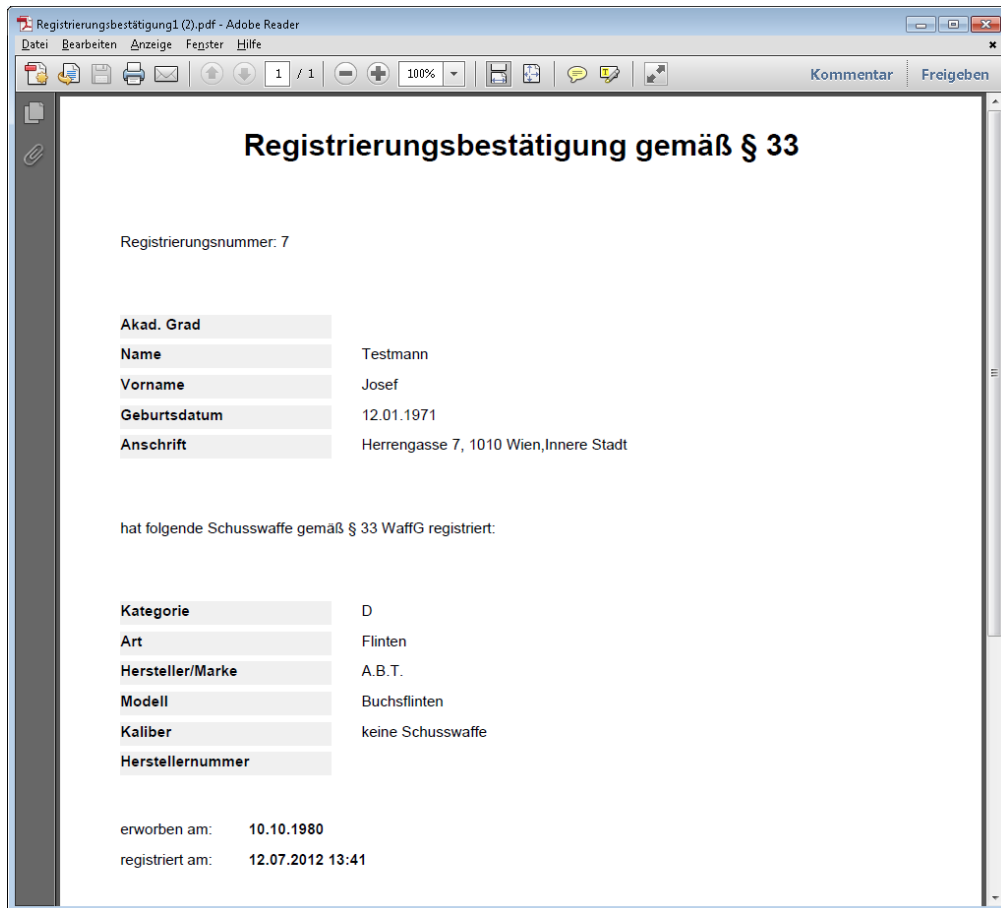 Registrierungsbestätigung1 (2).pdf - Adobe Reader
Datei Bearbeiten Anzeige Fenster Hilfe
1 / 1 100% Kommentar Freigeben
Registrierungsbestätigung gemäß § 33
Registrierungsnummer: 7
Akad. Grad
Name Testmann
Vorname Josef
Geburtsdatum 12.01.1971
Anschrift Herrengasse 7, 1010 Wien,Innere Stadt
hat folgende Schusswaffe gemäß § 33 WaffG registriert:
Kategorie D
Art Flinten
Hersteller/Marke A.B.T.
Modell Buchsflinten
Kaliber keine Schusswaffe
Herstellernummer
erworben am: 10.10.1980
registriert am: 12.07.2012 13:41